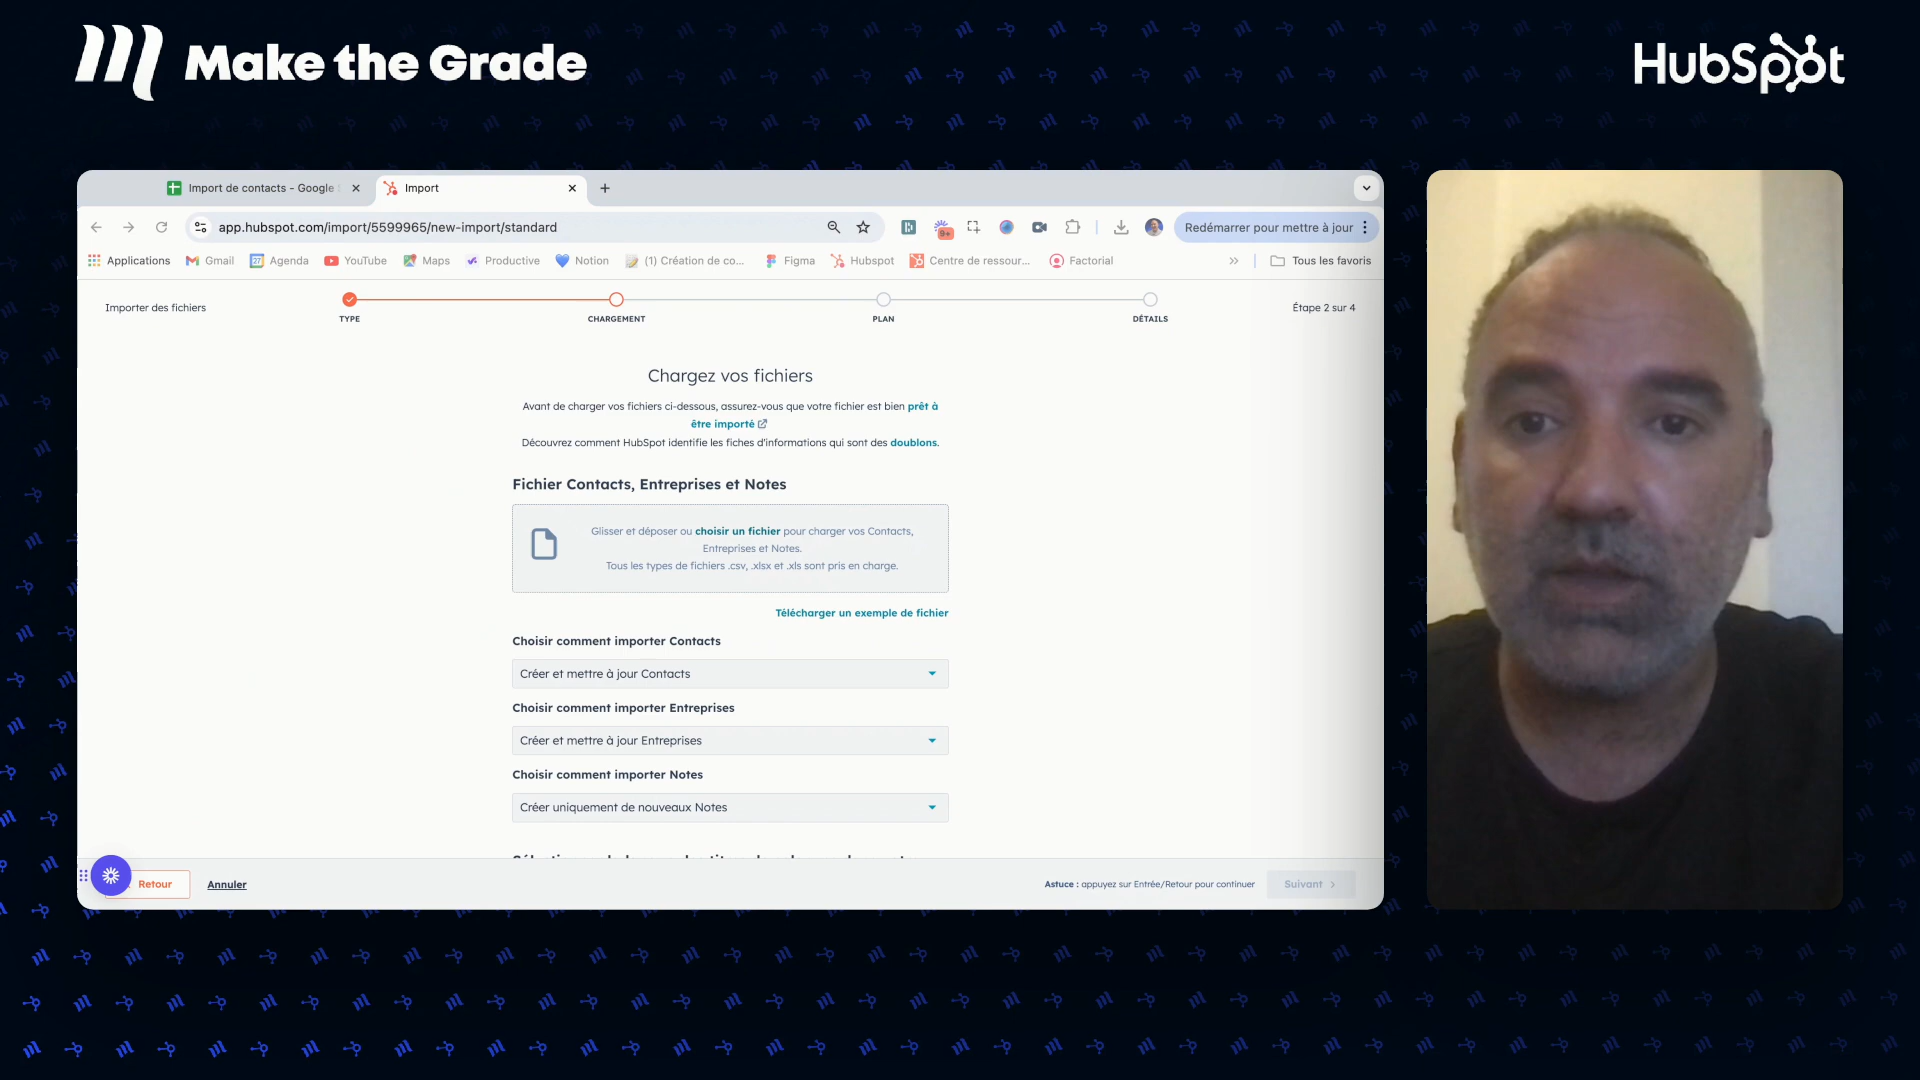 Make the Grade
HubSpot
Import de contacts - Google
Import
app.hubspot.com/import/5599965/new-import/standard
9+
Redémarrer pour mettre à jour
Applications
Gmail
27
Agenda
YouTube
Maps
Productive
Notion
(1) Création de co...
Figma
Hubspot
Centre de ressour...
Factorial
Tous les favoris
Importer des fichiers
TYPE
CHARGEMENT
PLAN
DÉTAILS
Étape 2 sur 4
Chargez vos fichiers
Avant de charger vos fichiers ci-dessous, assurez-vous que votre fichier est bien prêt à
être importé
Découvrez comment HubSpot identifie les fiches d'informations qui sont des doublons.
Fichier Contacts, Entreprises et Notes
Glisser et déposer ou choisir un fichier pour charger vos Contacts,
Entreprises et Notes.
Tous les types de fichiers .csv, .xlsx et .xls sont pris en charge.
Télécharger un exemple de fichier
Choisir comment importer Contacts
Créer et mettre à jour Contacts
Choisir comment importer Entreprises
Créer et mettre à jour Entreprises
Choisir comment importer Notes
Créer uniquement de nouveaux Notes
Retour
Annuler
Astuce : appuyez sur Entrée/Retour pour continuer
Suivant